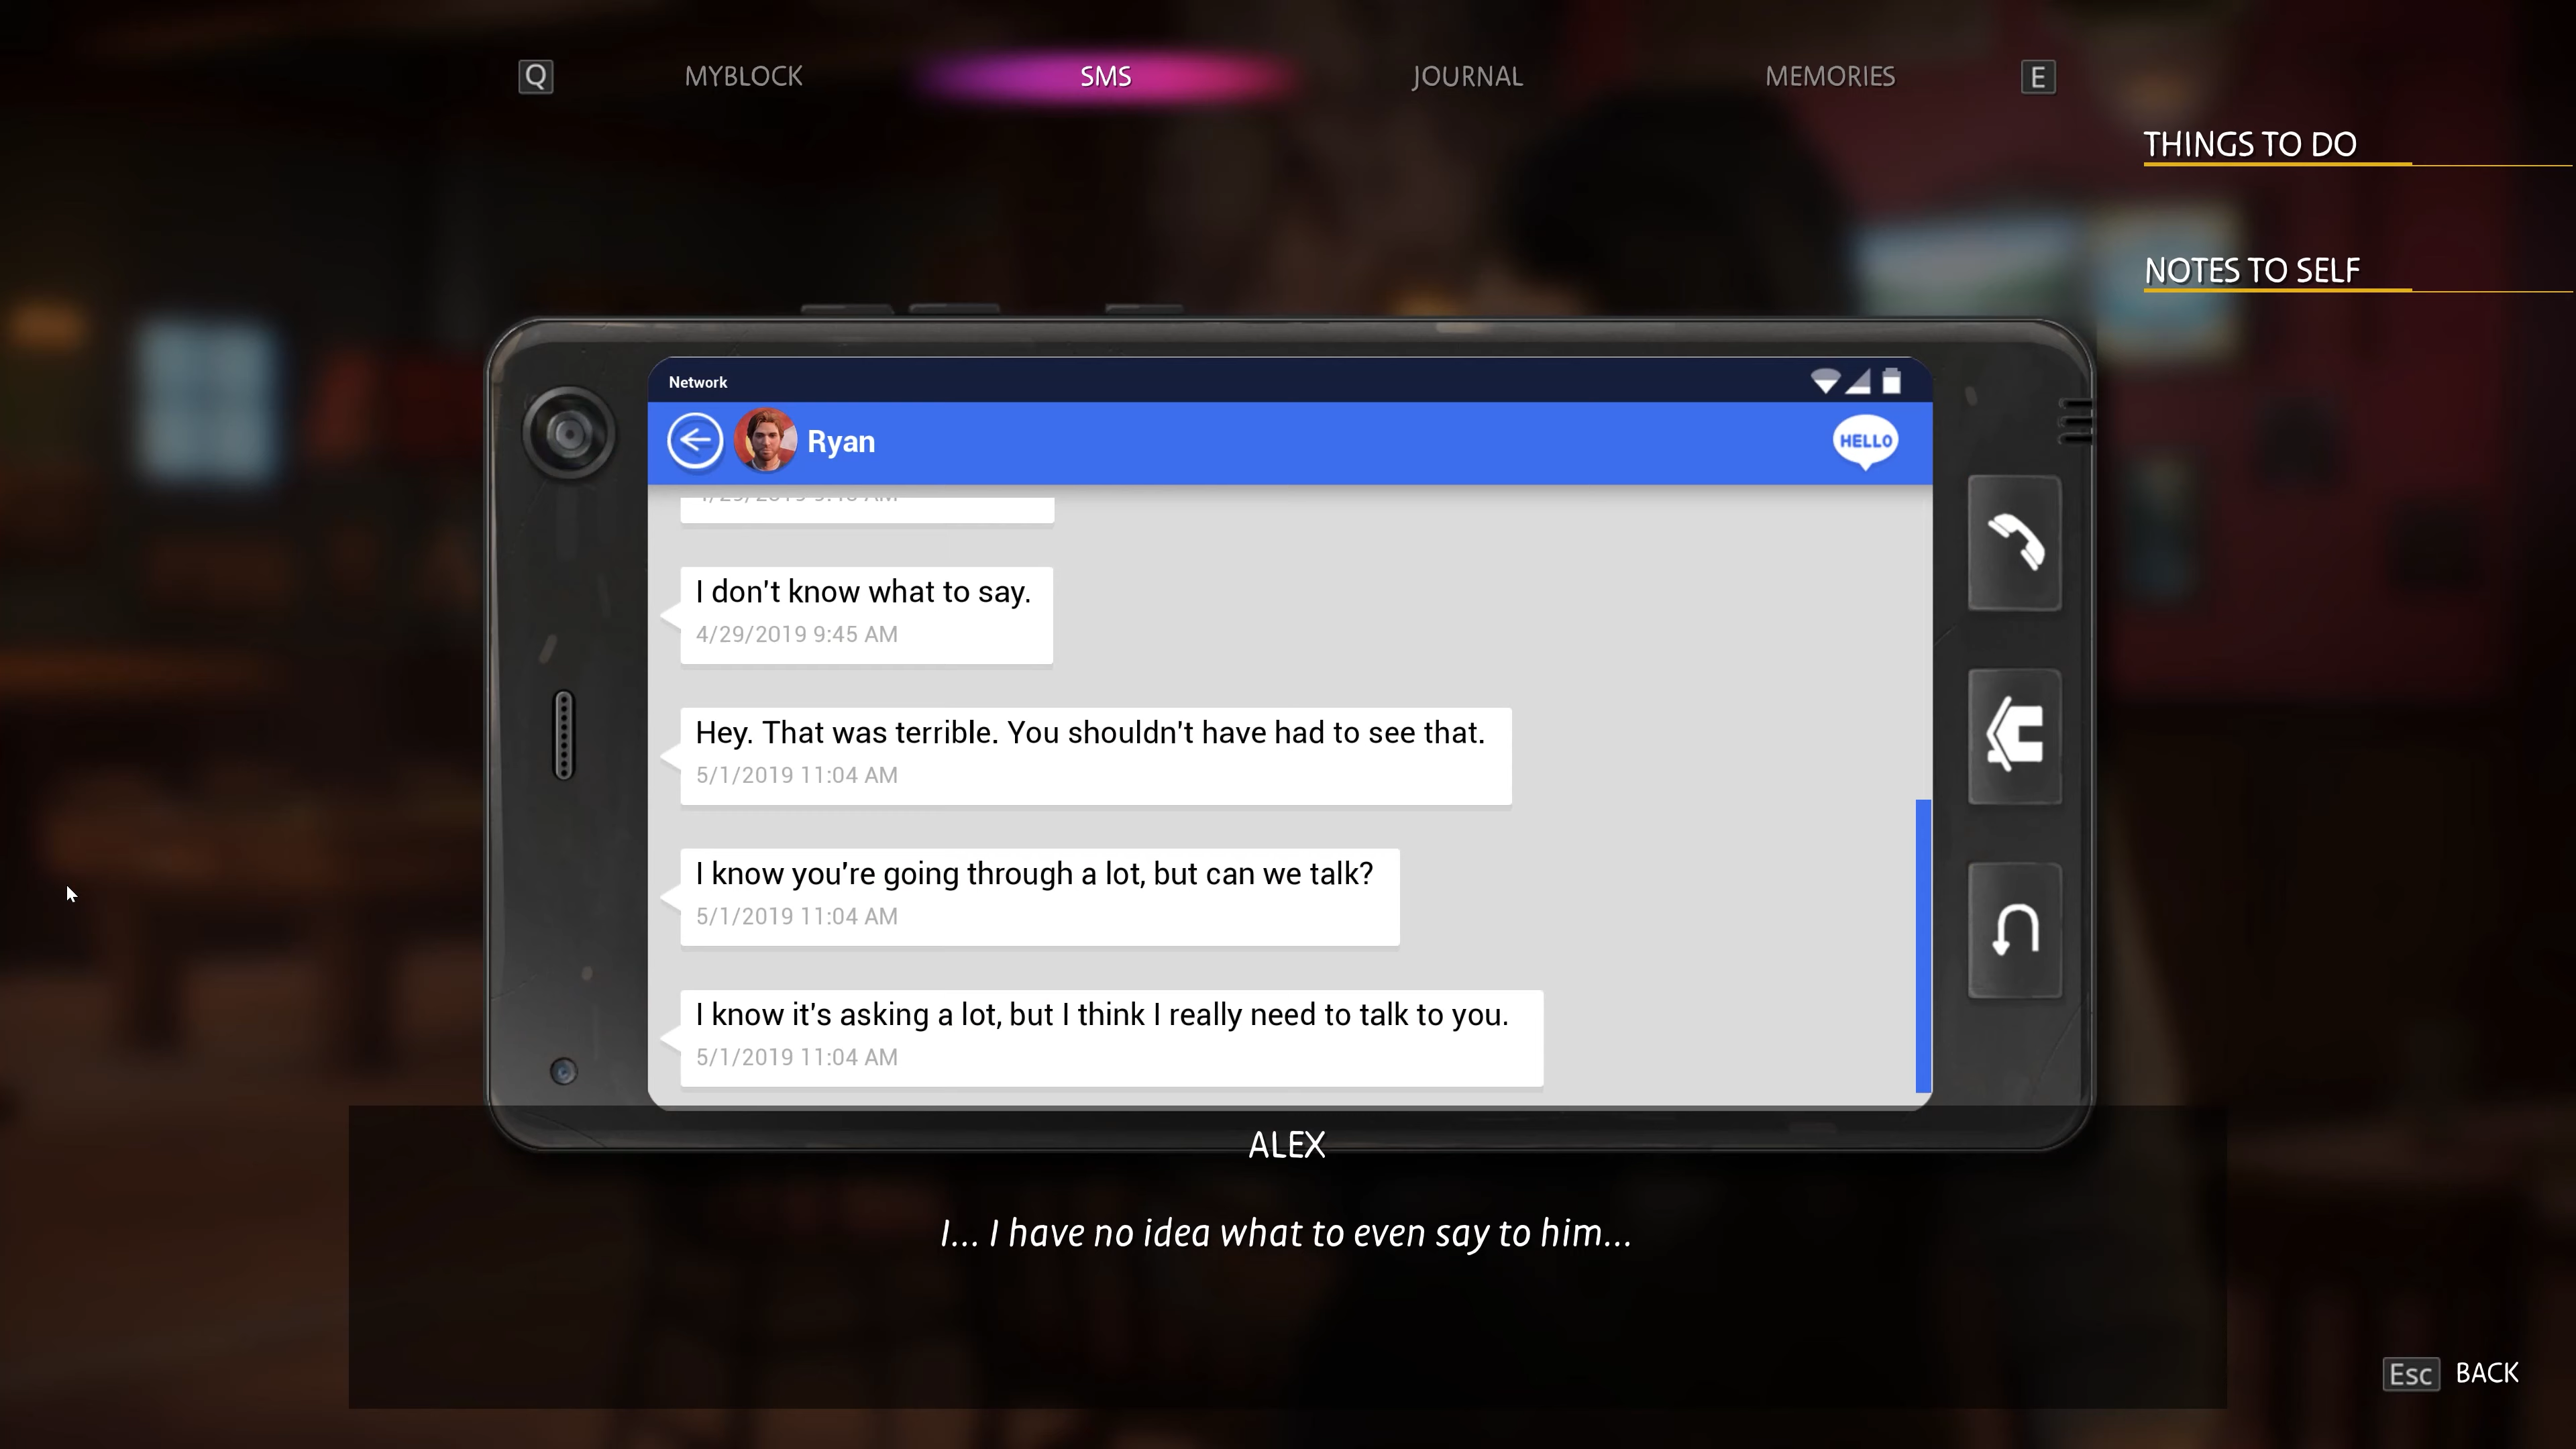 Q MYBLOCK SMS JOURNAL MEMORIES E
THINGS TO DO
NOTES TO SELF
Network
Ryan
HELLO
I don't know what to say.
4/29/2019 9:45 AM
Hey. That was terrible. You shouldn't have had to see that.
5/1/2019 11:04 AM
I know you're going through a lot, but can we talk?
5/1/2019 11:04 AM
I know it's asking a lot, but I think I really need to talk to you.
5/1/2019 11:04 AM
ALEX
I... I have no idea what to even say to him...
Esc BACK